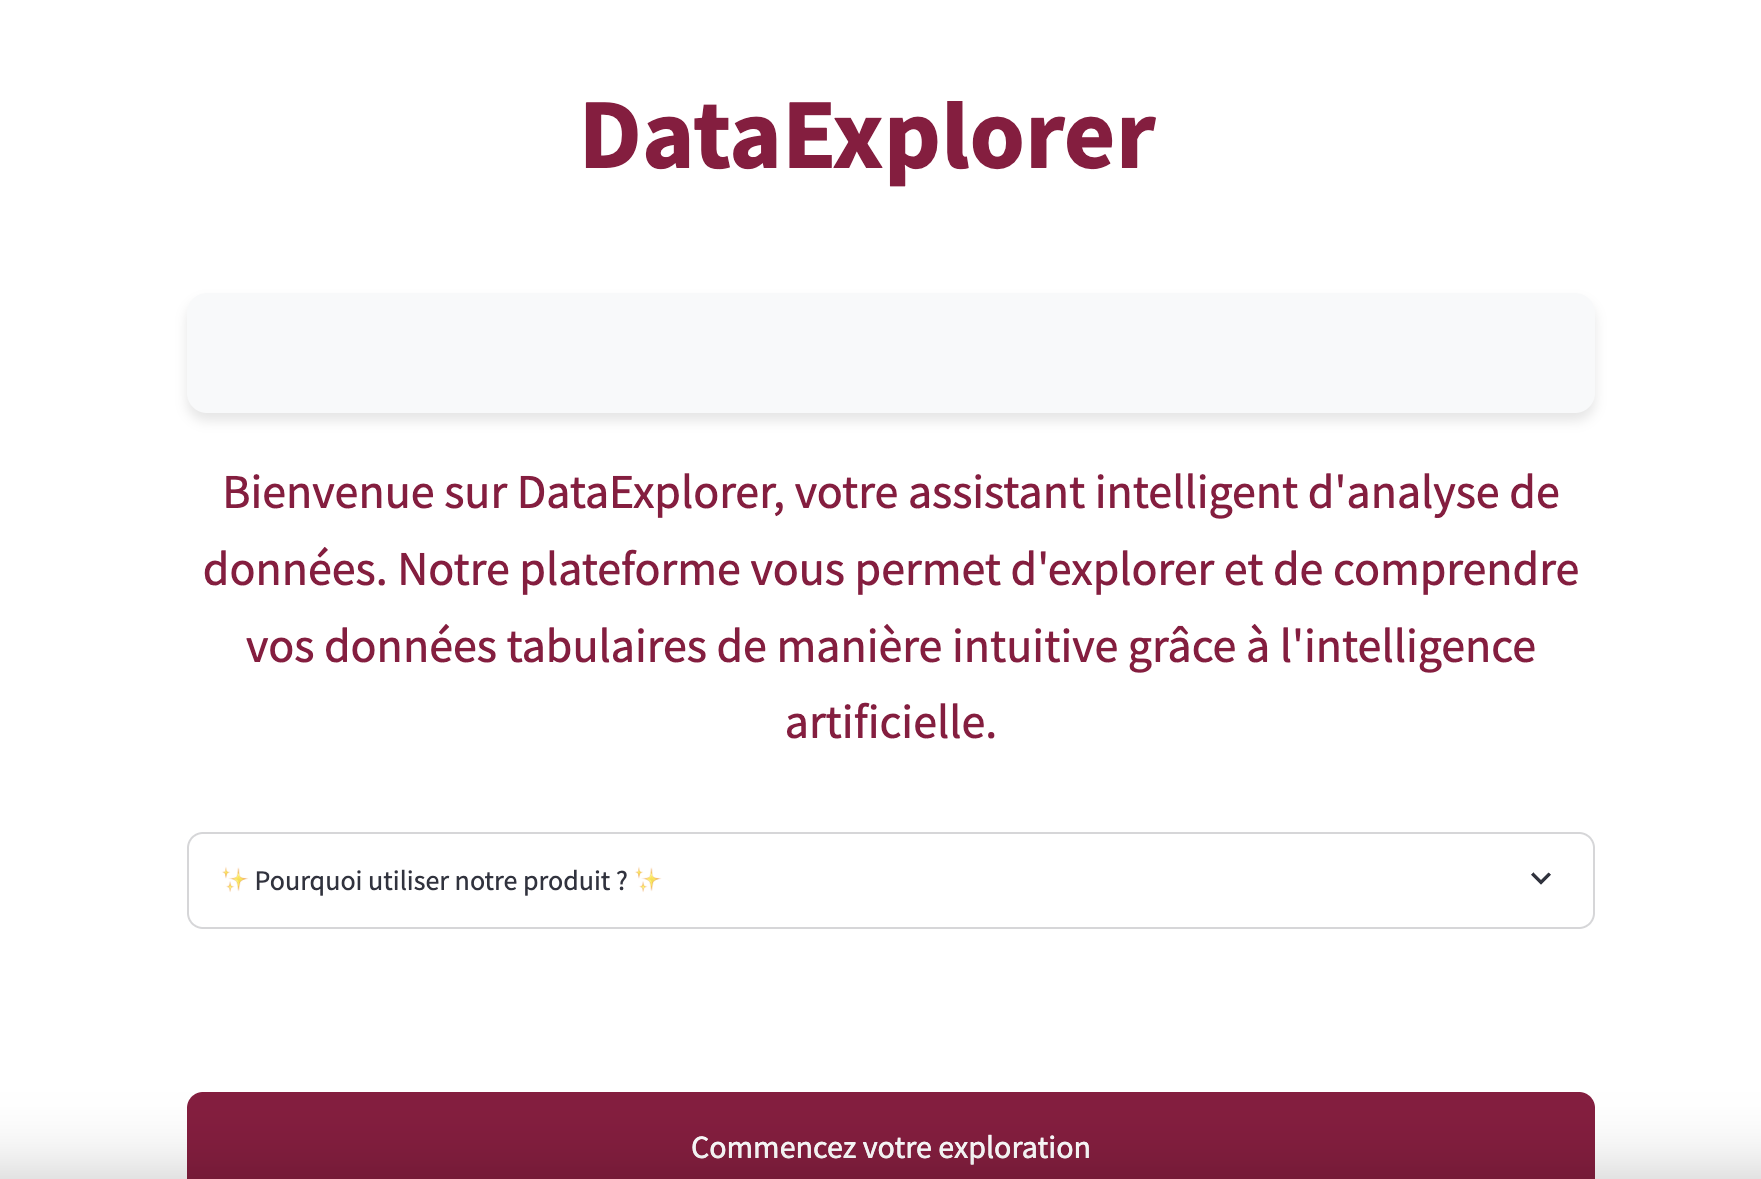 DataExplorer
Bienvenue sur DataExplorer, votre assistant intelligent d'analyse de
données. Notre plateforme vous permet d'explorer et de comprendre
vos données tabulaires de manière intuitive grâce à l'intelligence
artificielle.
✨ Pourquoi utiliser notre produit ? ✨
Commencez votre exploration